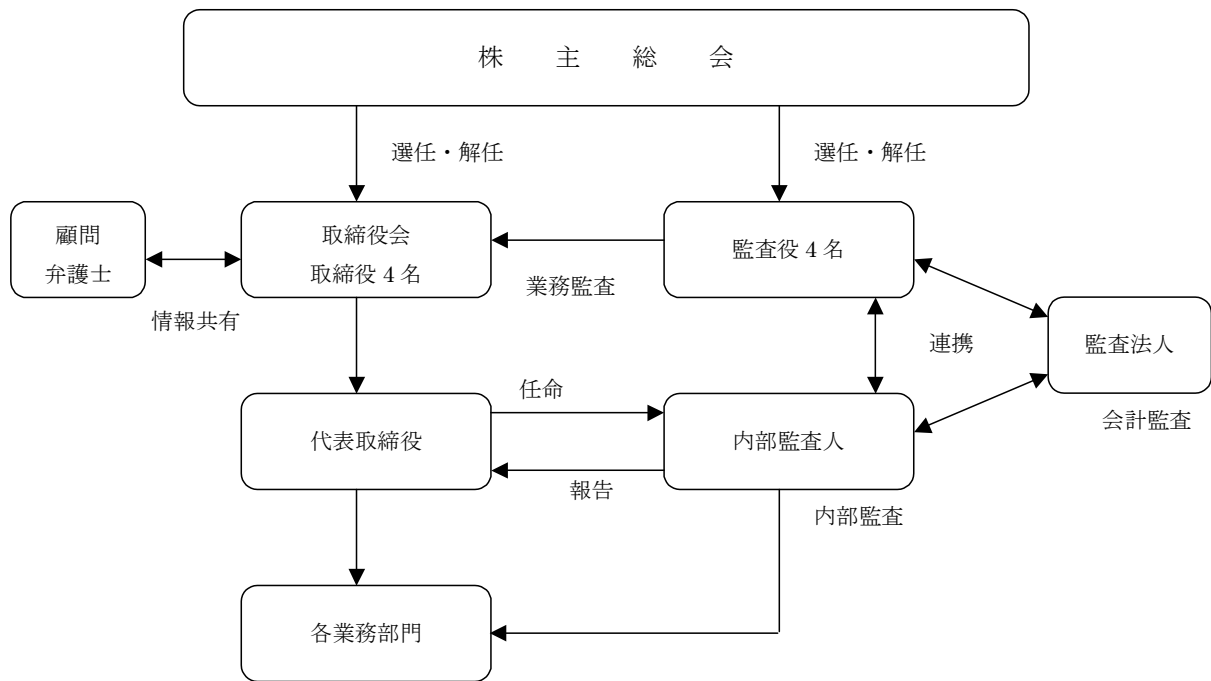 株主総会
選任・解任
選任・解任
顧問
弁護士
取締役会
取締役 4 名
監査役 4 名
業務監査
情報共有
連携
監査法人
任命
会計監査
代表取締役
内部監査人
報告
内部監査
各業務部門